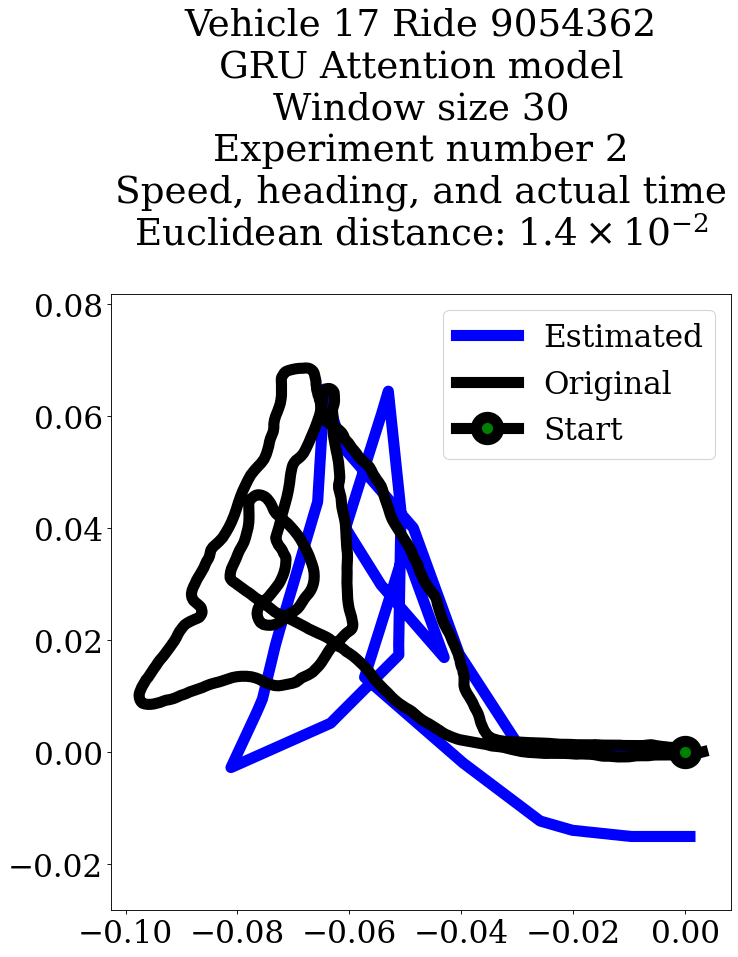 Vehicle 17 Ride 9054362
GRU Attention model
Window size 30
Experiment number 2
Speed, heading, and actual time
Euclidean distance: 1.4 × 10⁻²
0.08
0.06
0.04
0.02
0.00
−0.02
Estimated
Original
Start
−0.10 −0.08 −0.06 −0.04 −0.02 0.00